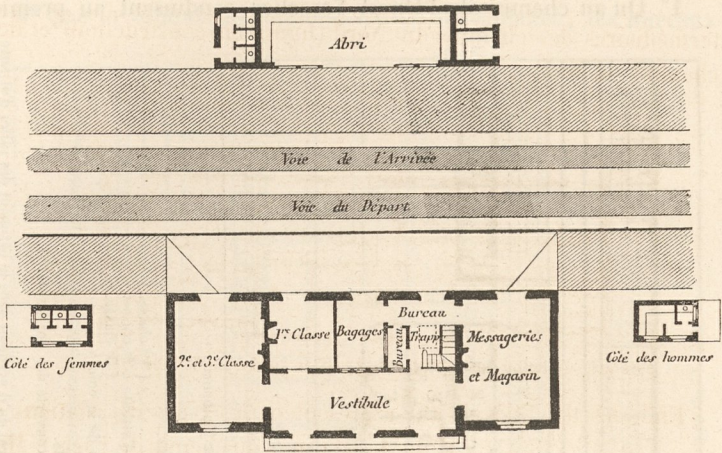 Abri
Voie de l'Arrivée
Voie du Départ
Bureau
1re Classe
Bagages
Bureau
Trappe
Messageries
Côté des femmes
2e. et 3e. Classe
et Magasin
Côté des hommes
Vestibule